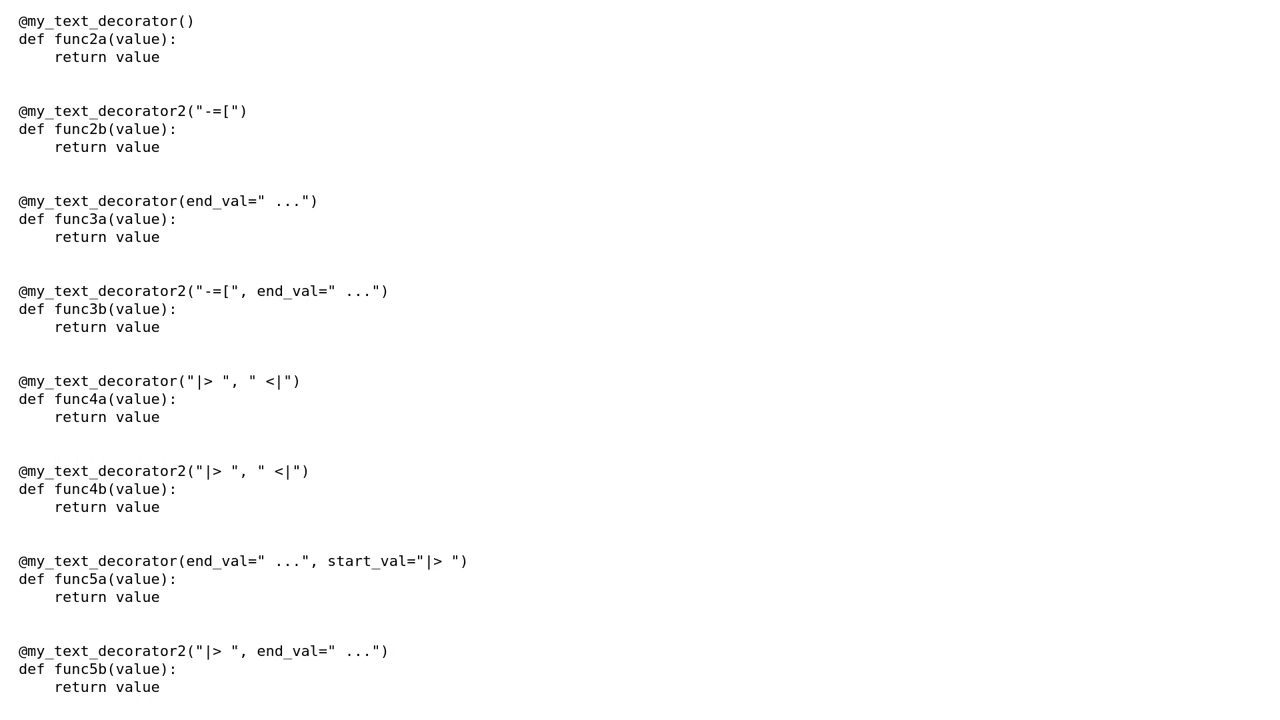 @my_text_decorator()
def func2a(value):
    return value


@my_text_decorator2("-=[")
def func2b(value):
    return value


@my_text_decorator(end_val=" ...")
def func3a(value):
    return value


@my_text_decorator2("-=[", end_val=" ...")
def func3b(value):
    return value


@my_text_decorator("|> ", " <|")
def func4a(value):
    return value


@my_text_decorator2("|> ", " <|")
def func4b(value):
    return value


@my_text_decorator(end_val=" ...", start_val="|> ")
def func5a(value):
    return value


@my_text_decorator2("|> ", end_val=" ...")
def func5b(value):
    return value